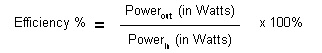 Efficiency % = Power_out (in Watts) x 100%
Power_in (in Watts)